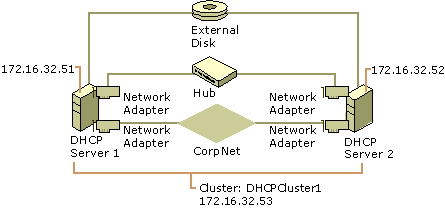 External
Disk
172.16.32.51
172.16.32.52
Hub
Network
Adapter
Network
Adapter
Network
Adapter
Network
Adapter
CorpNet
DHCP
Server 1
DHCP
Server 2
Cluster: DHCPCluster1
172.16.32.53